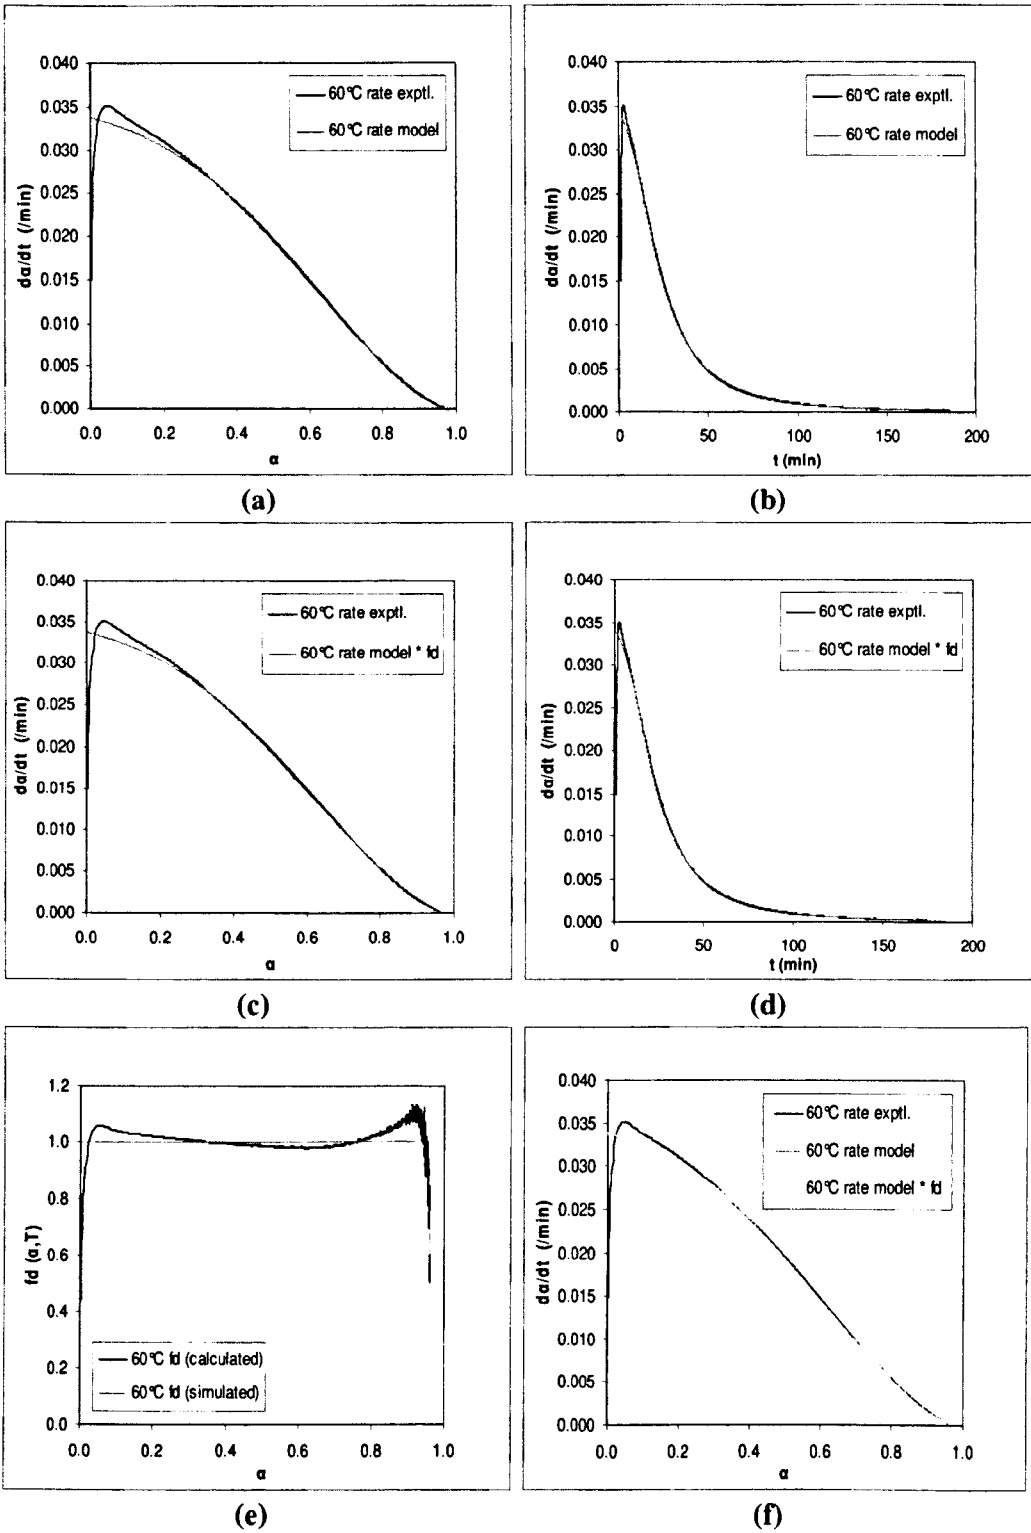 0.040
0.035
0.030
0.025
0.020
0.015
0.010
0.005
0.000
dα/dt (/min)
60°C rate exptl.
60°C rate model
0.0 0.2 0.4 0.6 0.8 1.0
α
(a)
0.040
0.035
0.030
0.025
0.020
0.015
0.010
0.005
0.000
dα/dt (/min)
60°C rate exptl.
60°C rate model
0 50 100 150 200
t (min)
(b)
0.040
0.035
0.030
0.025
0.020
0.015
0.010
0.005
0.000
dα/dt (/min)
60°C rate exptl.
60°C rate model * fd
0.0 0.2 0.4 0.6 0.8 1.0
α
(c)
0.040
0.035
0.030
0.025
0.020
0.015
0.010
0.005
0.000
dα/dt (/min)
60°C rate exptl.
60°C rate model * fd
0 50 100 150 200
t (min)
(d)
1.2
1.0
0.8
0.6
0.4
0.2
0.0
fd (α,T)
60°C fd (calculated)
60°C fd (simulated)
0.0 0.2 0.4 0.6 0.8 1.0
α
(e)
0.040
0.035
0.030
0.025
0.020
0.015
0.010
0.005
0.000
dα/dt (/min)
60°C rate exptl.
60°C rate model
60°C rate model * fd
0.0 0.2 0.4 0.6 0.8 1.0
α
(f)